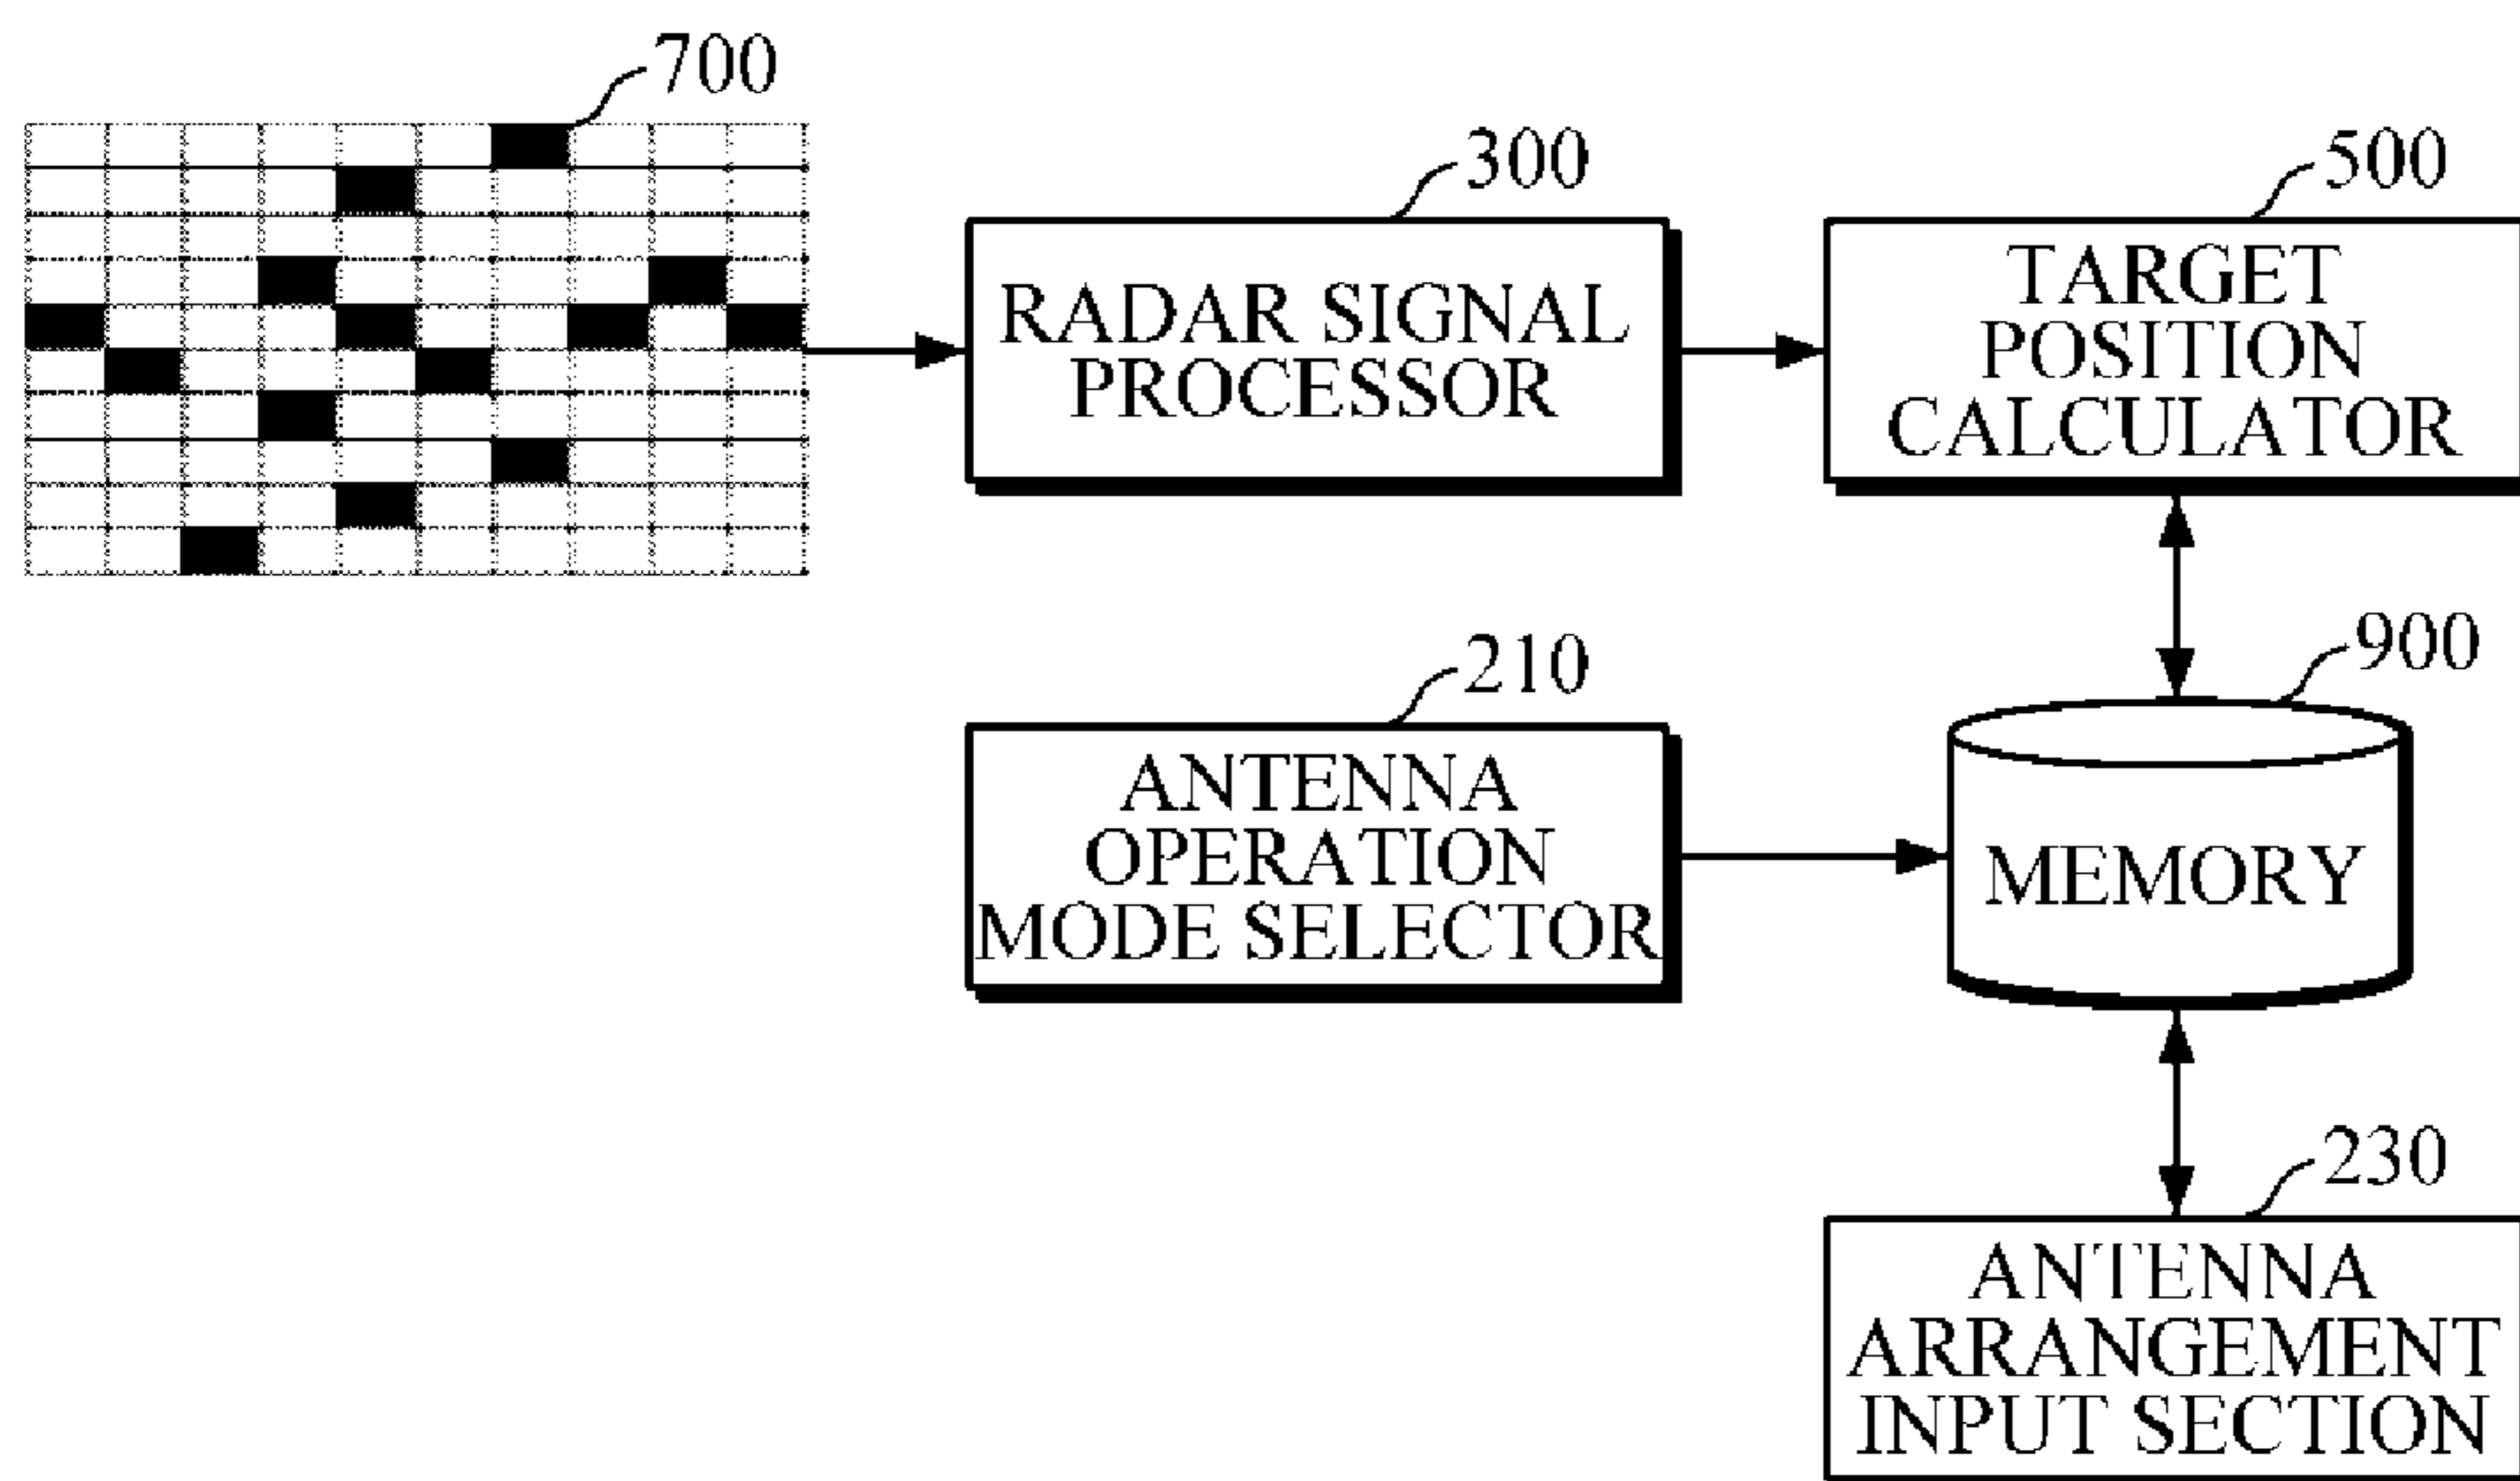 700
300
RADAR SIGNAL
PROCESSOR
500
TARGET
POSITION
CALCULATOR
210
ANTENNA
OPERATION
MODE SELECTOR
900
MEMORY
230
ANTENNA
ARRANGEMENT
INPUT SECTION